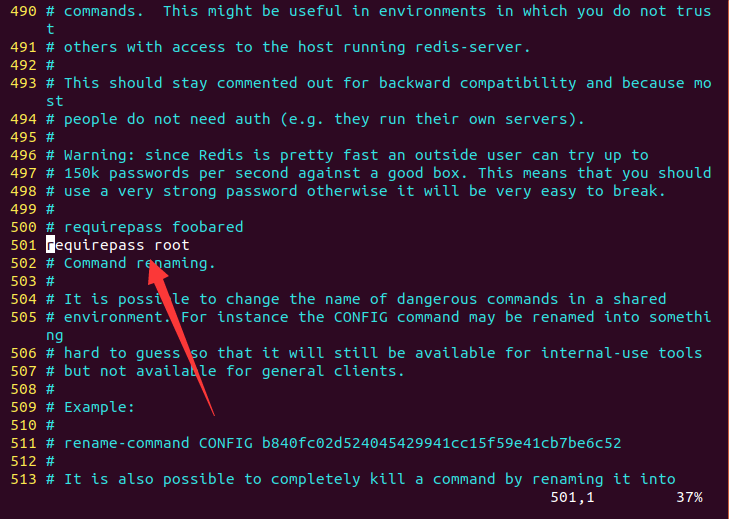 490 # commands.  This might be useful in environments in which you do not trus
t
491 # others with access to the host running redis-server.
492 #
493 # This should stay commented out for backward compatibility and because mo
st
494 # people do not need auth (e.g. they run their own servers).
495 #
496 # Warning: since Redis is pretty fast an outside user can try up to
497 # 150k passwords per second against a good box. This means that you should
498 # use a very strong password otherwise it will be very easy to break.
499 #
500 # requirepass foobared
501 requirepass root
502 # Command renaming.
503 #
504 # It is possible to change the name of dangerous commands in a shared
505 # environment. For instance the CONFIG command may be renamed into somethi
ng
506 # hard to guess so that it will still be available for internal-use tools
507 # but not available for general clients.
508 #
509 # Example:
510 #
511 # rename-command CONFIG b840fc02d524045429941cc15f59e41cb7be6c52
512 #
513 # It is also possible to completely kill a command by renaming it into
501,1 37%